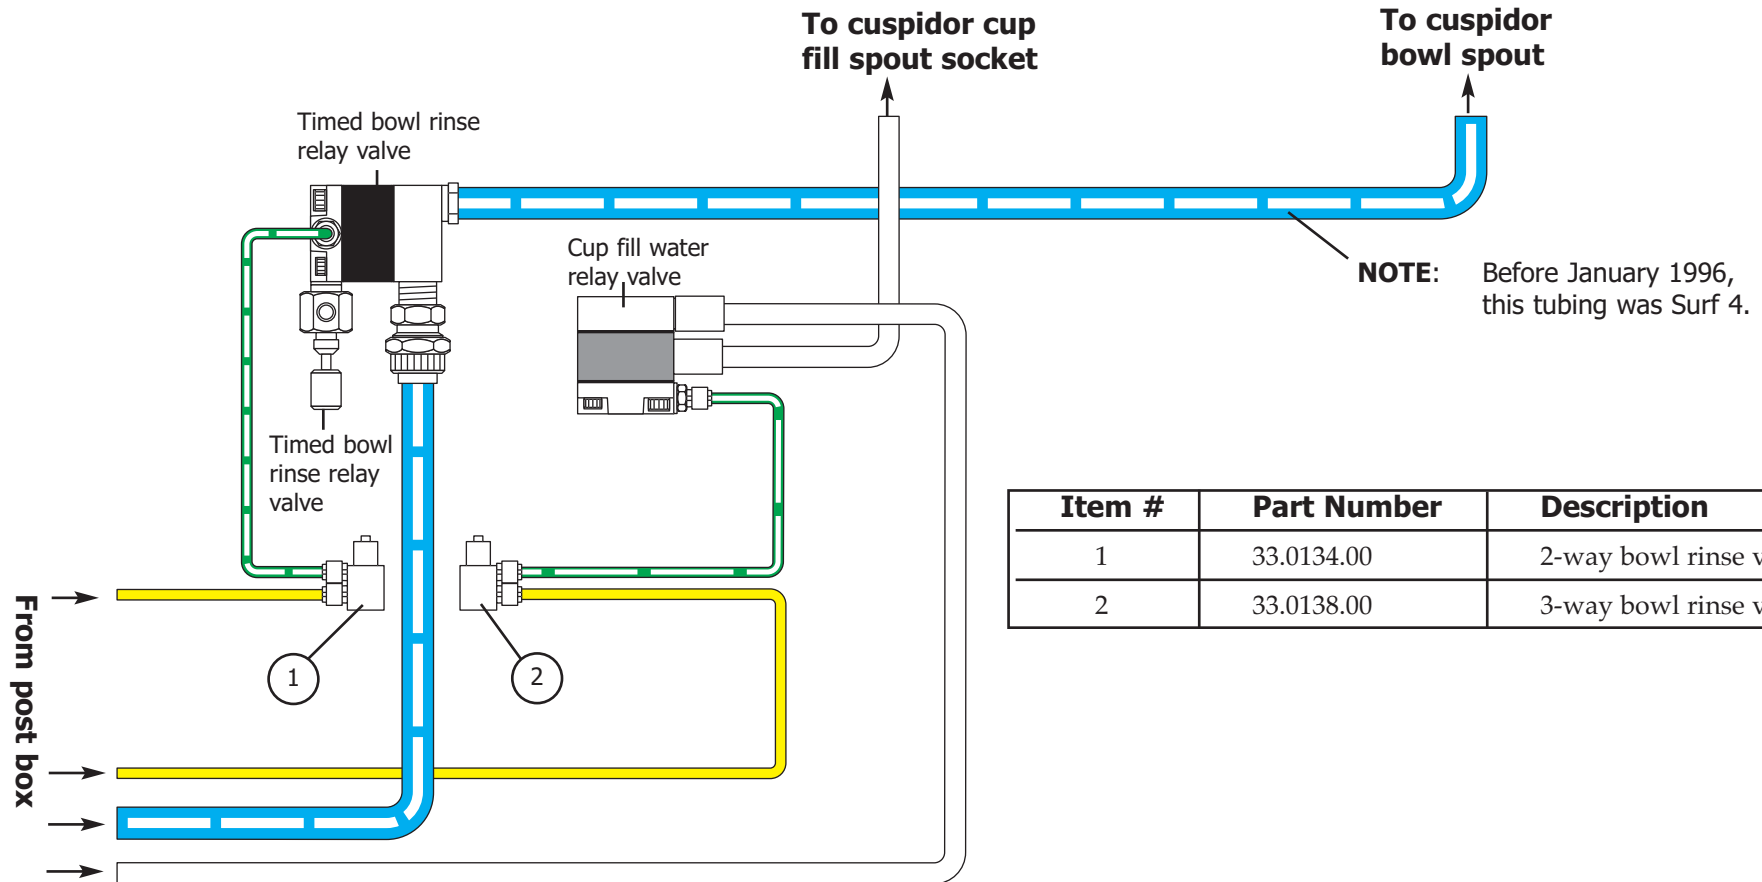 To cuspidor cup
fill spout socket
To cuspidor
bowl spout
Timed bowl rinse
relay valve
Cup fill water
relay valve
NOTE: Before January 1996,
this tubing was Surf 4.
Timed bowl
rinse relay
valve
Item # Part Number Description
1 33.0134.00 2-way bowl rinse v
2 33.0138.00 3-way bowl rinse v
1
2
From post box